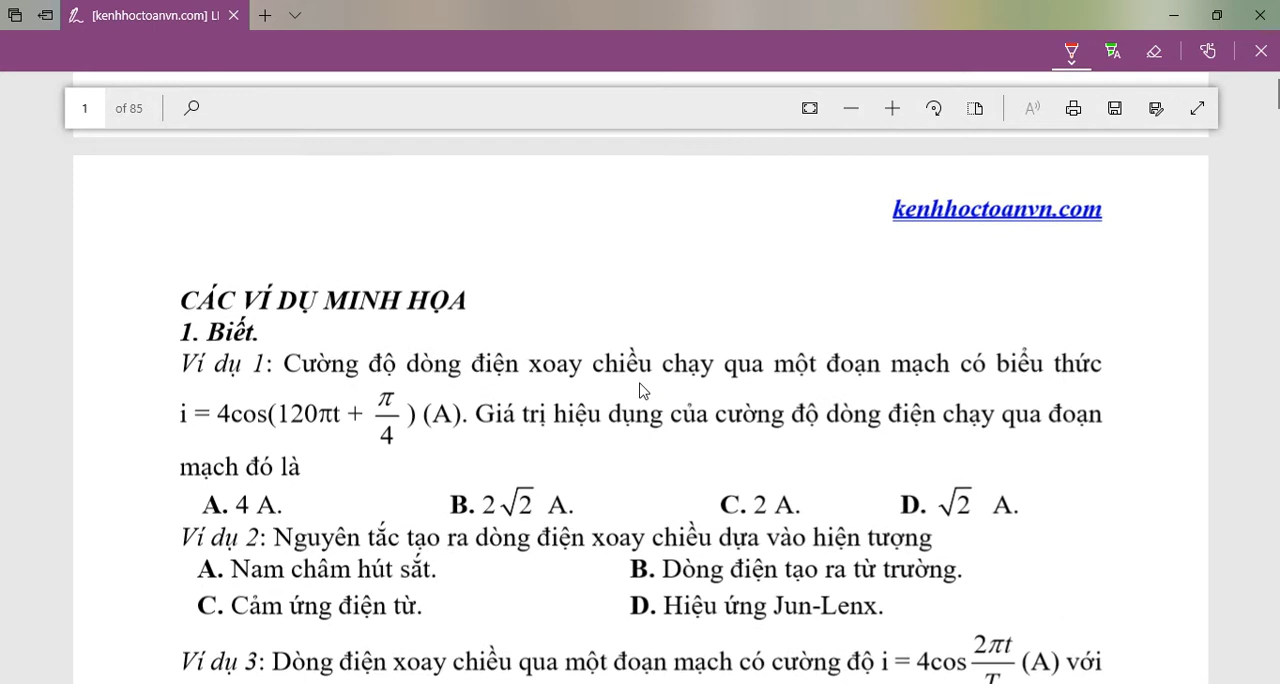 [kenhhoctoanvn.com] LI
1 of 85
kenhhoctoanvn.com
CÁC VÍ DỤ MINH HỌA
1. Biết.
Ví dụ 1: Cường độ dòng điện xoay chiều chạy qua một đoạn mạch có biểu thức
i = 4cos(120πt + π/4) (A). Giá trị hiệu dụng của cường độ dòng điện chạy qua đoạn
mạch đó là
A. 4 A. B. 2√2 A. C. 2 A. D. √2 A.
Ví dụ 2: Nguyên tắc tạo ra dòng điện xoay chiều dựa vào hiện tượng
A. Nam châm hút sắt. B. Dòng điện tạo ra từ trường.
C. Cảm ứng điện từ. D. Hiệu ứng Jun-Lenx.
Ví dụ 3: Dòng điện xoay chiều qua một đoạn mạch có cường độ i = 4cos 2πt/T (A) với